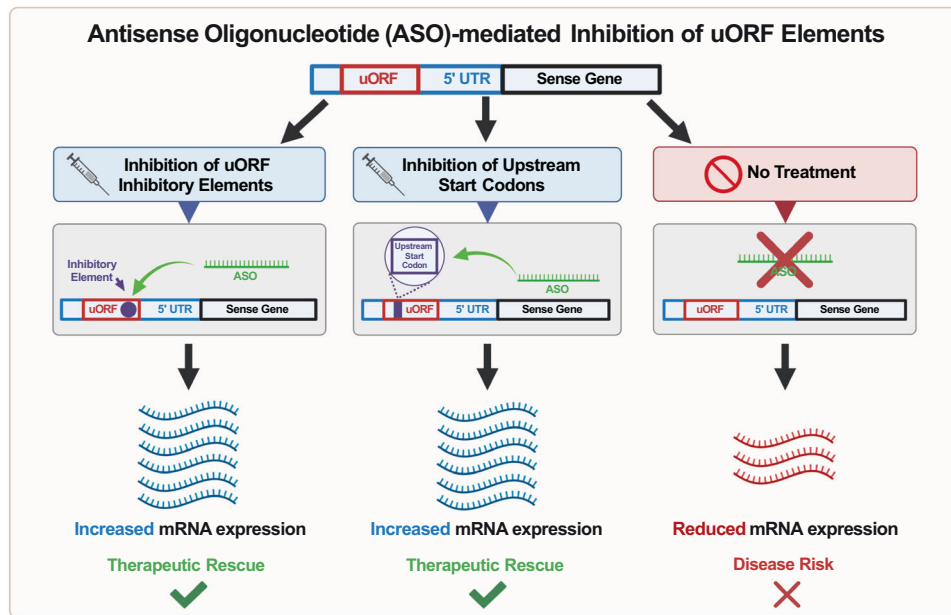 Antisense Oligonucleotide (ASO)-mediated Inhibition of uORF Elements
uORF 5' UTR Sense Gene
Inhibition of uORF
Inhibitory Elements
Inhibitory
Element
ASO
uORF 5' UTR Sense Gene
Increased mRNA expression
Therapeutic Rescue
Inhibition of Upstream
Start Codons
Upstream
Start
Codon
ASO
uORF 5' UTR Sense Gene
Increased mRNA expression
Therapeutic Rescue
No Treatment
ASO
uORF 5' UTR Sense Gene
Reduced mRNA expression
Disease Risk